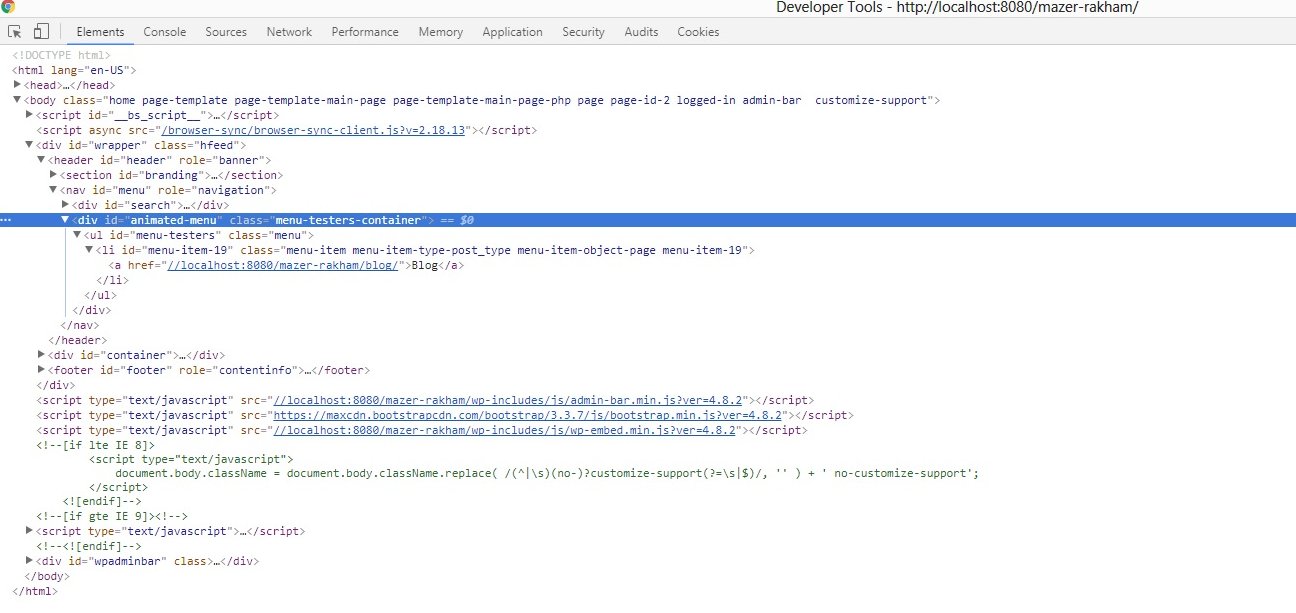 Developer Tools - http://localhost:8080/mazer-rakham/
Elements Console Sources Network Performance Memory Application Security Audits Cookies
<!DOCTYPE html>
<html lang="en-US">
▶<head>…</head>
▼<body class="home page-template page-template-main-page page-template-main-page-php page page-id-2 logged-in admin-bar  customize-support">
▶<script id="__bs_script__">…</script>
<script async src="/browser-sync/browser-sync-client.js?v=2.18.13"></script>
▼<div id="wrapper" class="hfeed">
▼<header id="header" role="banner">
▶<section id="branding">…</section>
▼<nav id="menu" role="navigation">
▶<div id="search">…</div>
… ▼<div id="animated-menu" class="menu-testers-container"> == $0
▼<ul id="menu-testers" class="menu">
▼<li id="menu-item-19" class="menu-item menu-item-type-post_type menu-item-object-page menu-item-19">
<a href="//localhost:8080/mazer-rakham/blog/">Blog</a>
</li>
</ul>
</div>
</nav>
</header>
▶<div id="container">…</div>
▶<footer id="footer" role="contentinfo">…</footer>
</div>
<script type="text/javascript" src="//localhost:8080/mazer-rakham/wp-includes/js/admin-bar.min.js?ver=4.8.2"></script>
<script type="text/javascript" src="https://maxcdn.bootstrapcdn.com/bootstrap/3.3.7/js/bootstrap.min.js?ver=4.8.2"></script>
<script type="text/javascript" src="//localhost:8080/mazer-rakham/wp-includes/js/wp-embed.min.js?ver=4.8.2"></script>
<!--[if lte IE 8]>
<script type="text/javascript">
document.body.className = document.body.className.replace( /(^|\s)(no-)?customize-support(?=\s|$)/, '' ) + ' no-customize-support';
</script>
<![endif]-->
<!--[if gte IE 9]><!-->
▶<script type="text/javascript">…</script>
<!--<![endif]-->
▶<div id="wpadminbar" class>…</div>
</body>
</html>